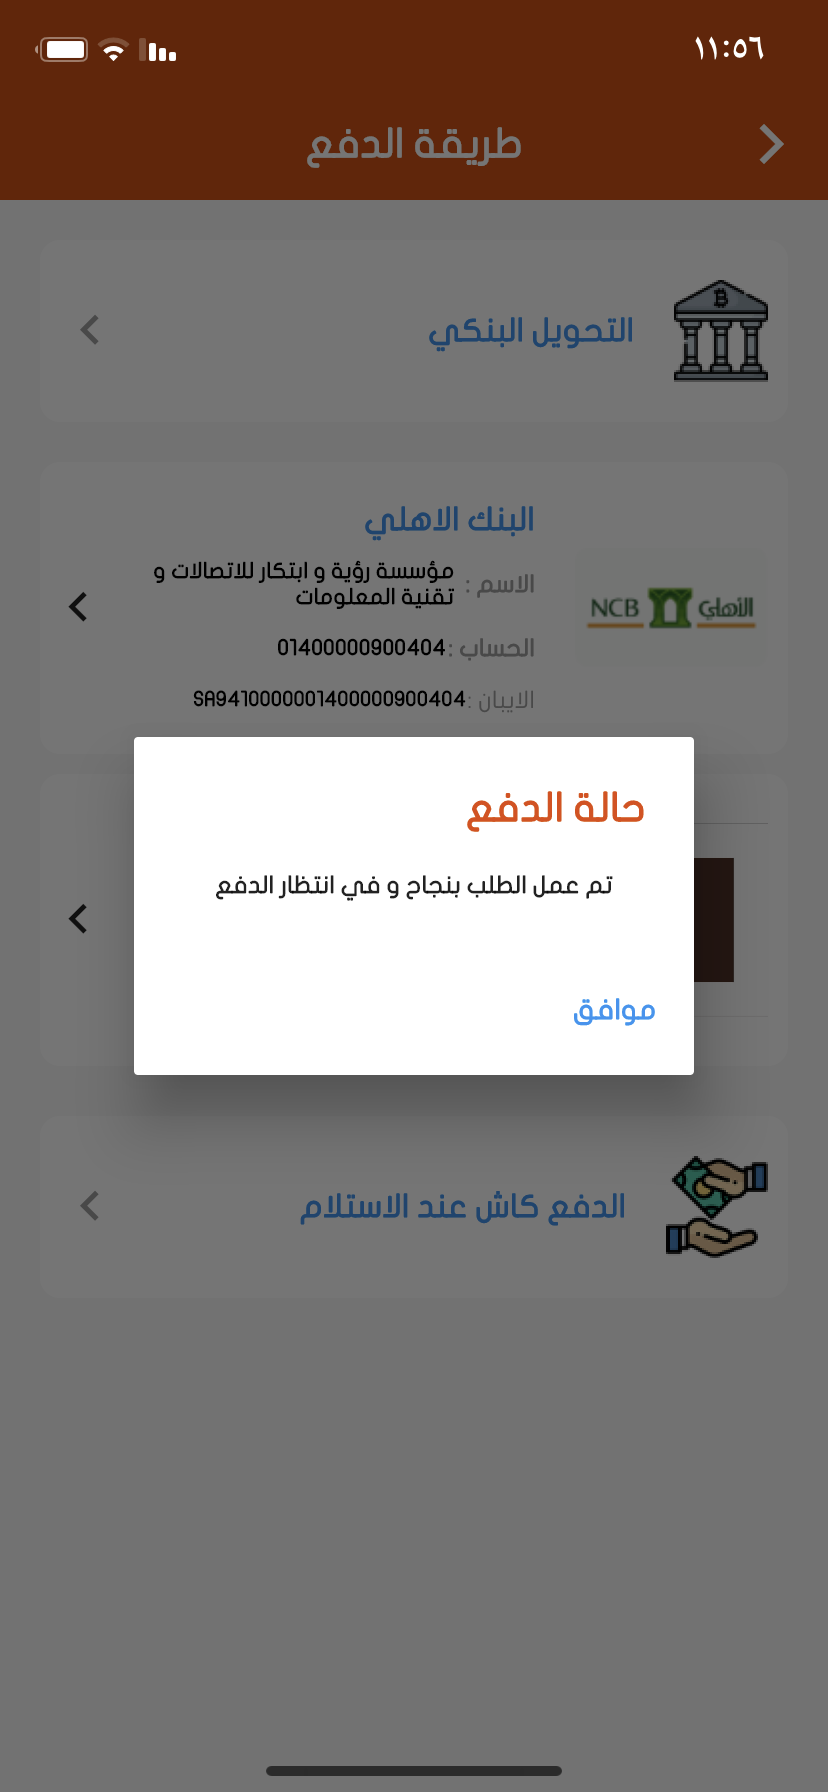 ١١:٥٦
طريقة الدفع
التحويل البنكي
البنك الاهلي
الاسم : مؤسسة رؤية و ابتكار للاتصالات و
تقنية المعلومات
الأهلي NCB
الحساب :01400000900404
الايبان :SA9410000001400000900404
حالة الدفع
تم عمل الطلب بنجاح و في انتظار الدفع
موافق
الدفع كاش عند الاستلام